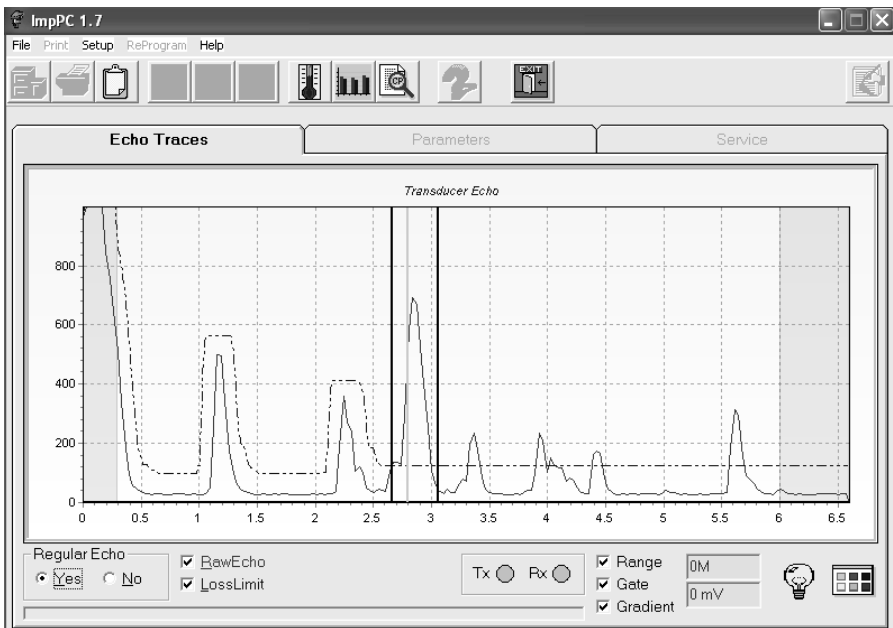 ImpPC 1.7
File Print Setup ReProgram Help
CP
EXIT
Echo Traces Parameters Service
Transducer Echo
800
600
400
200
0
0 0.5 1 1.5 2 2.5 3 3.5 4 4.5 5 5.5 6 6.5
Regular Echo
Yes No
RawEcho
LossLimit
Tx Rx
Range
Gate
Gradient
0M
0 mV